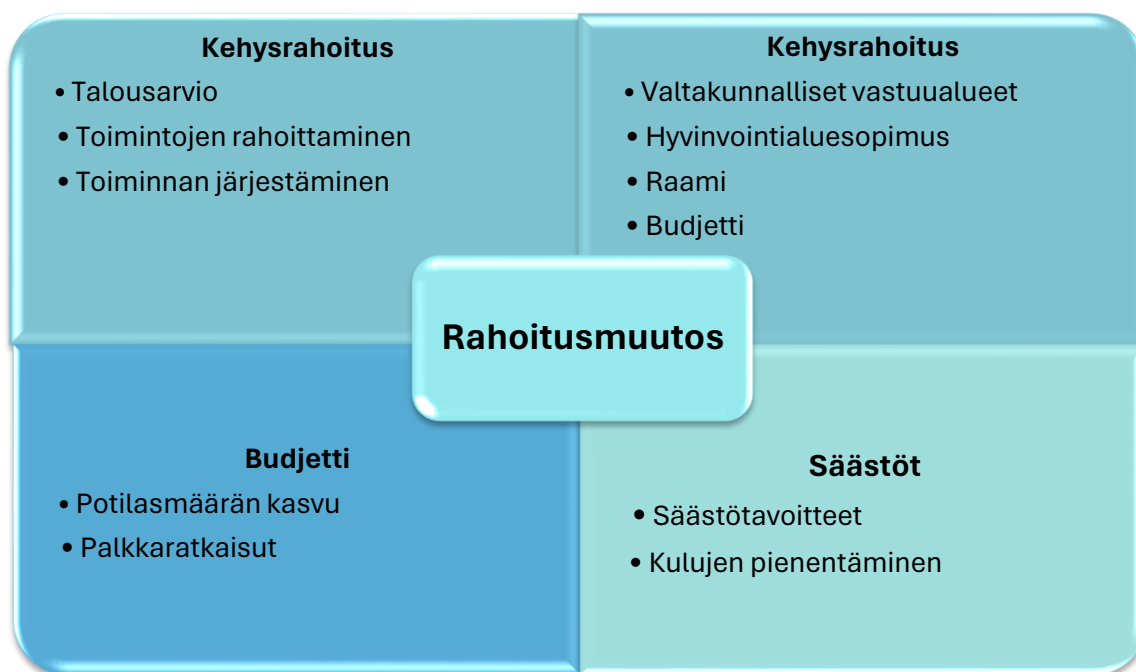 Kehysrahoitus
• Talousarvio
• Toimintojen rahoittaminen
• Toiminnan järjestäminen
Kehysrahoitus
• Valtakunnalliset vastuualueet
• Hyvinvointialuesopimus
• Raami
• Budjetti
Rahoitusmuutos
Budjetti
• Potilasmäärän kasvu
• Palkkaratkaisut
Säästöt
• Säästötavoitteet
• Kulujen pienentäminen